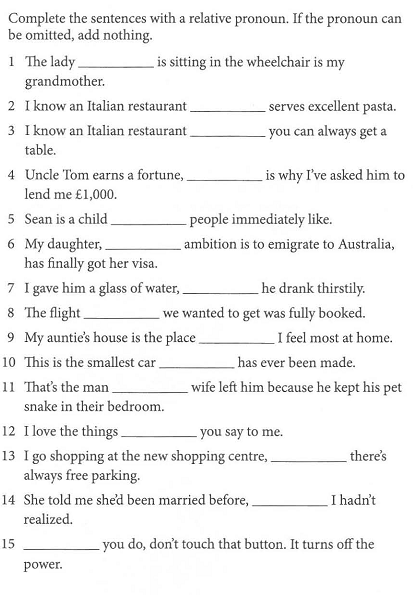 Complete the sentences with a relative pronoun. If the pronoun can
be omitted, add nothing.
1 The lady __________ is sitting in the wheelchair is my
grandmother.
2 I know an Italian restaurant __________ serves excellent pasta.
3 I know an Italian restaurant __________ you can always get a
table.
4 Uncle Tom earns a fortune, __________ is why I've asked him to
lend me £1,000.
5 Sean is a child __________ people immediately like.
6 My daughter, __________ ambition is to emigrate to Australia,
has finally got her visa.
7 I gave him a glass of water, __________ he drank thirstily.
8 The flight __________ we wanted to get was fully booked.
9 My auntie's house is the place __________ I feel most at home.
10 This is the smallest car __________ has ever been made.
11 That's the man __________ wife left him because he kept his pet
snake in their bedroom.
12 I love the things __________ you say to me.
13 I go shopping at the new shopping centre, __________ there's
always free parking.
14 She told me she'd been married before, __________ I hadn't
realized.
15 __________ you do, don't touch that button. It turns off the
power.